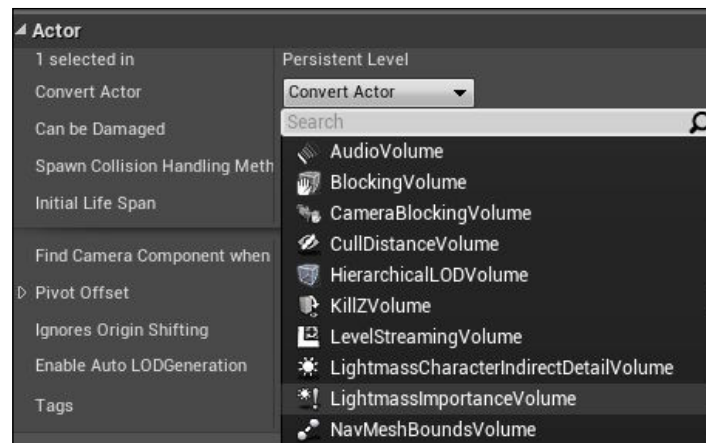 Actor
1 selected in Persistent Level
Convert Actor Convert Actor
Can be Damaged Search
Spawn Collision Handling Meth
Initial Life Span
Find Camera Component when
Pivot Offset
Ignores Origin Shifting
Enable Auto LODGeneration
Tags
AudioVolume
BlockingVolume
CameraBlockingVolume
CullDistanceVolume
HierarchicalLODVolume
KillZVolume
LevelStreamingVolume
LightmassCharacterIndirectDetailVolume
LightmassImportanceVolume
NavMeshBoundsVolume